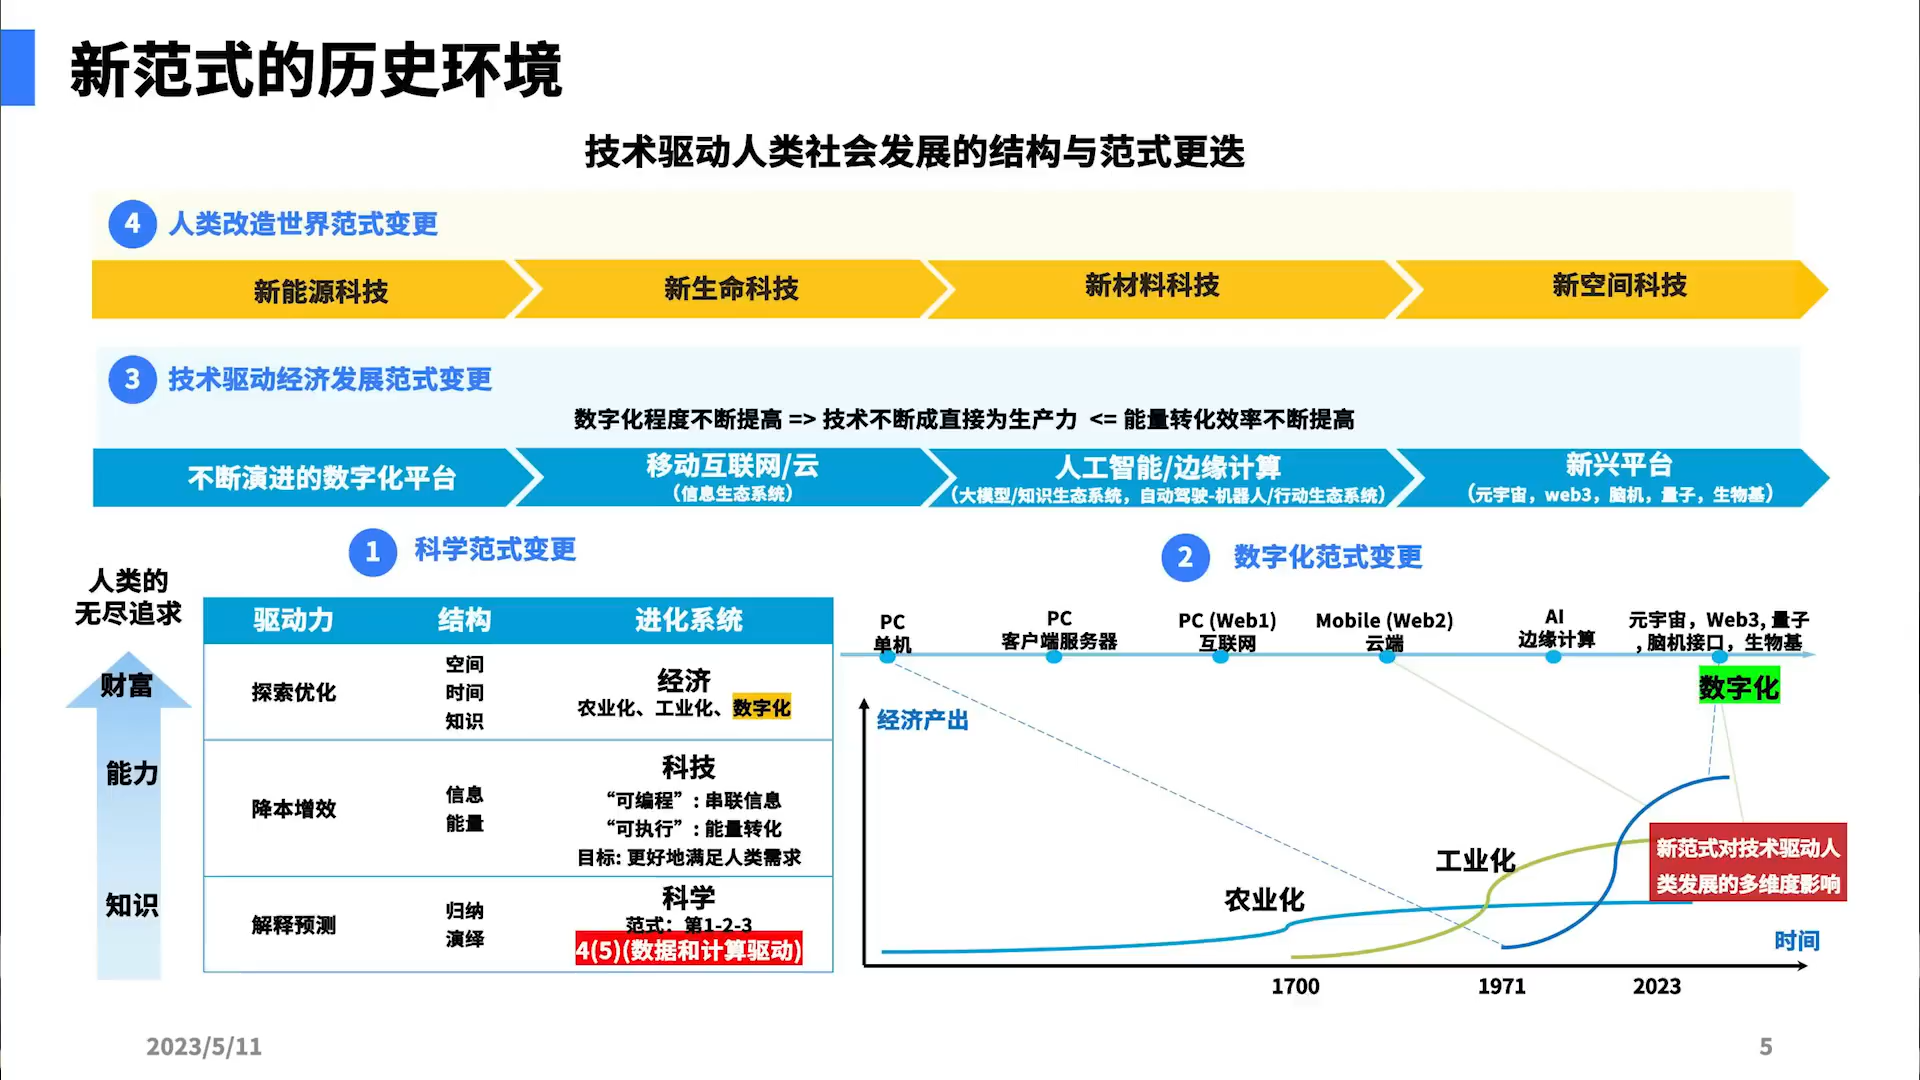 新范式的历史环境
技术驱动人类社会发展的结构与范式更迭
4 人类改造世界范式变更
新能源科技
新生命科技
新材料科技
新空间科技
3 技术驱动经济发展范式变更
数字化程度不断提高 => 技术不断成直接为生产力 <= 能量转化效率不断提高
不断演进的数字化平台
移动互联网/云
（信息生态系统）
人工智能/边缘计算
（大模型/知识生态系统，自动驾驶-机器人/行动生态系统）
新兴平台
（元宇宙，web3，脑机，量子，生物基）
1 科学范式变更
人类的
无尽追求
财富
能力
知识
驱动力 结构 进化系统
探索优化
空间
时间
知识
经济
农业化、工业化、数字化
降本增效
信息
能量
科技
“可编程”: 串联信息
“可执行”: 能量转化
目标: 更好地满足人类需求
解释预测
归纳
演绎
科学
范式：第1-2-3
4(5)(数据和计算驱动)
2 数字化范式变更
PC
单机
PC
客户端服务器
PC (Web1)
互联网
Mobile (Web2)
云端
AI
边缘计算
元宇宙，Web3, 量子
, 脑机接口，生物基
数字化
经济产出
农业化
工业化
新范式对技术驱动人
类发展的多维度影响
时间
1700
1971
2023
2023/5/11
5